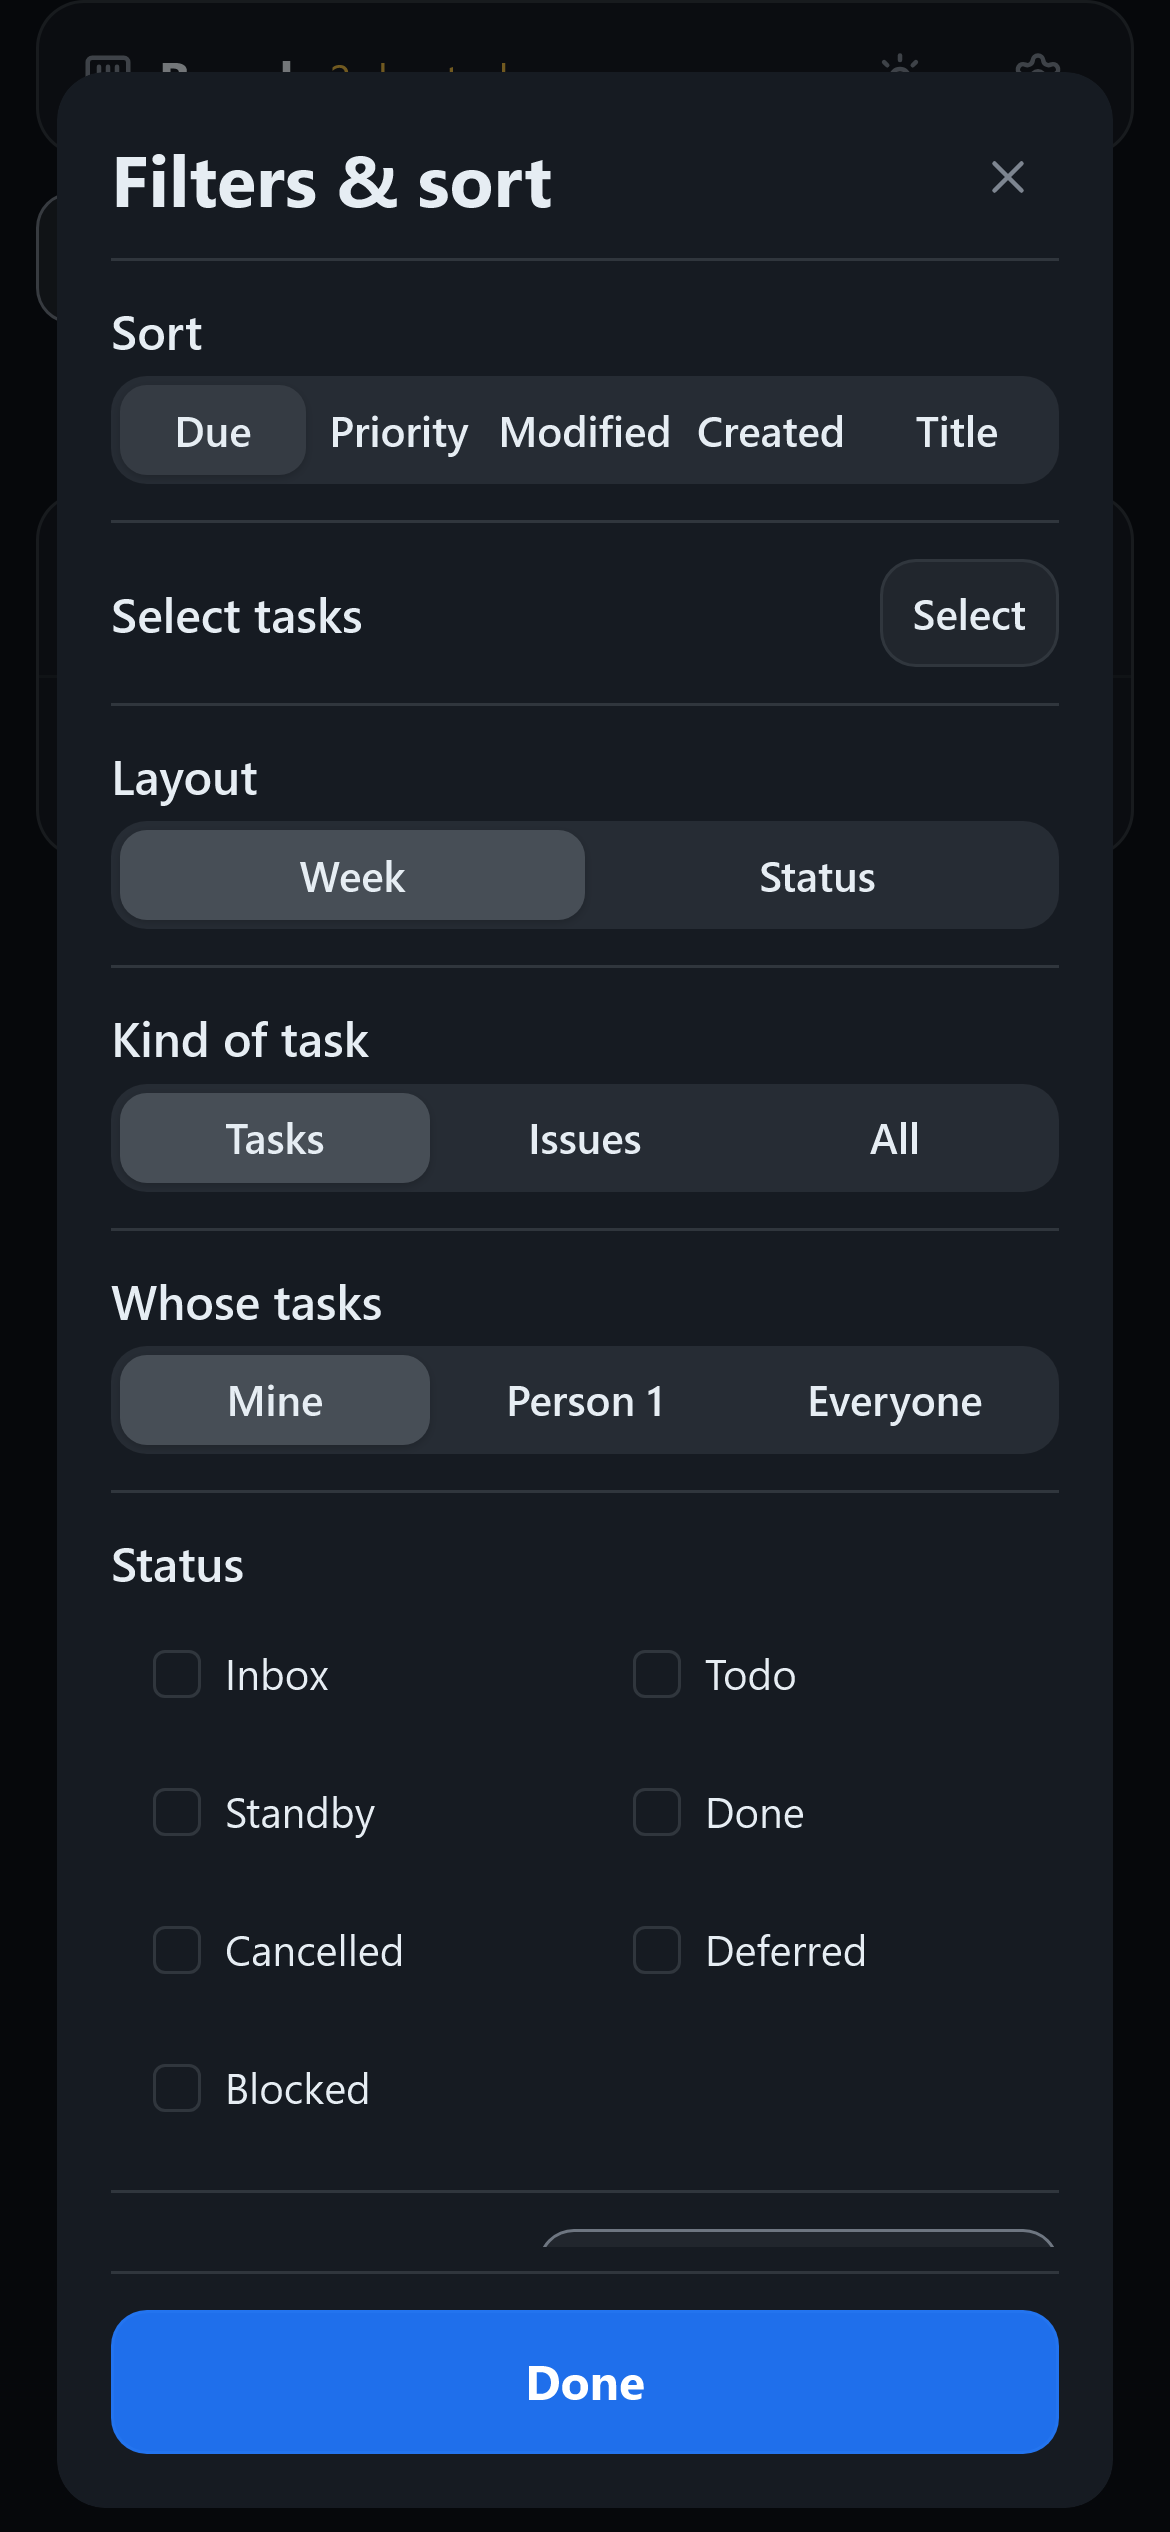 Filters & sort
Sort
Due Priority Modified Created Title
Select tasks Select
Layout
Week Status
Kind of task
Tasks Issues All
Whose tasks
Mine Person 1 Everyone
Status
Inbox Todo
Standby Done
Cancelled Deferred
Blocked
Done